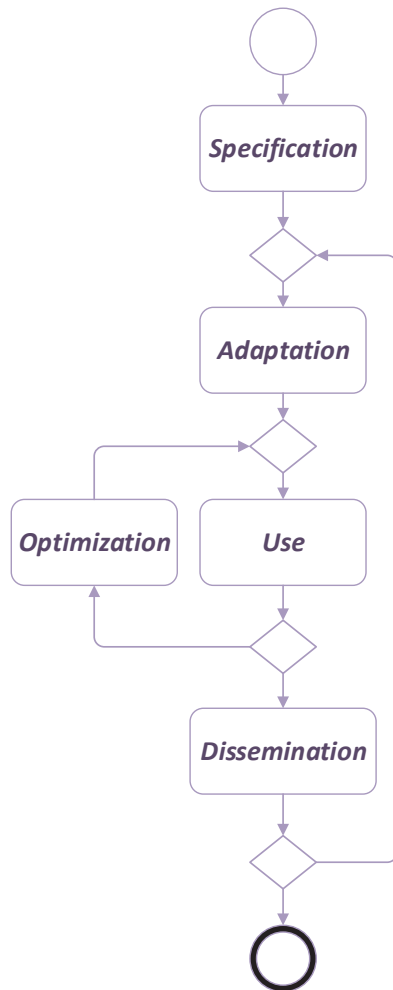 Specification
Adaptation
Optimization
Use
Dissemination